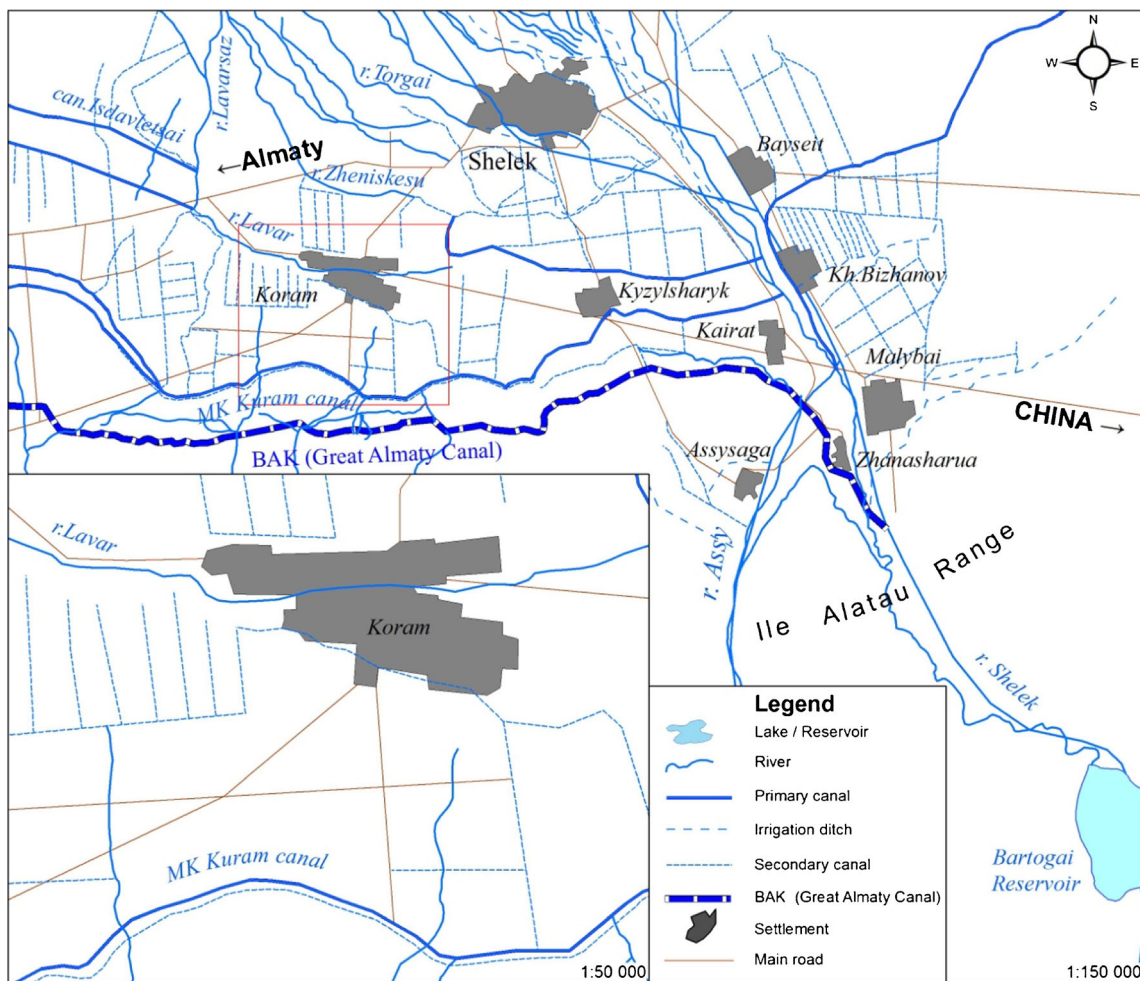 N
W E
S
r.Torgai
r.Lavarsaz
can.Isdavletsai
←Almaty
Shelek
Bayseit
r.Zheniskesu
r.Lavar
Koram
Kyzylsharyk
Kh.Bizhanov
Kairat
Malybai
MK Kuram canal
CHINA →
BAK (Great Almaty Canal)
Assysaga
Zhanasharua
r. Assy
Ile Alatau Range
r. Shelek
Bartogai
Reservoir
1:150 000
r.Lavar
Koram
MK Kuram canal
1:50 000
Legend
Lake / Reservoir
River
Primary canal
Irrigation ditch
Secondary canal
BAK (Great Almaty Canal)
Settlement
Main road